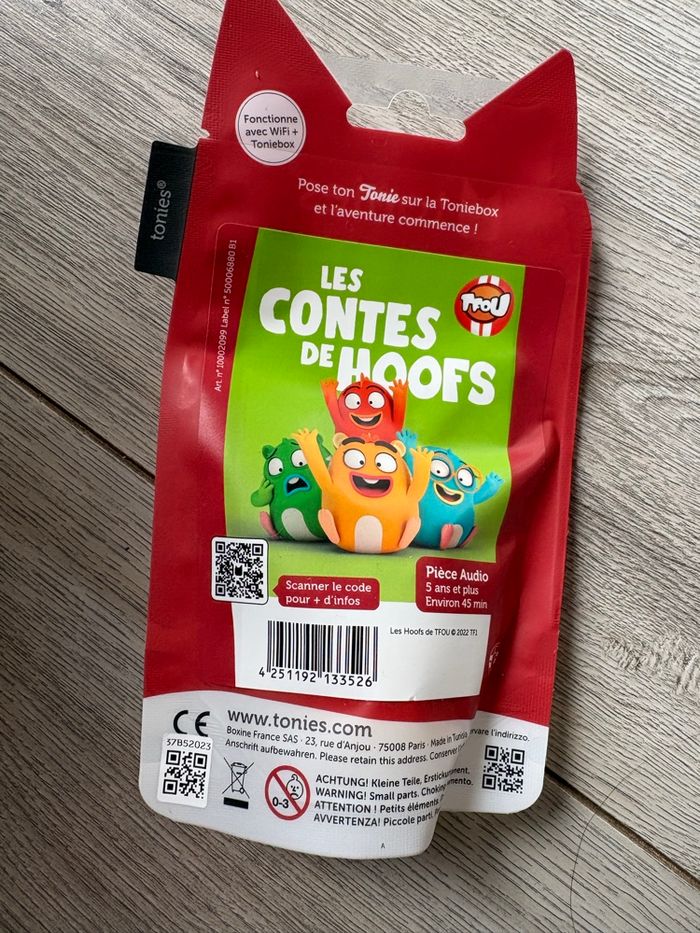 Fonctionne
avec WiFi +
Toniebox
tonies®
Pose ton Tonie sur la Toniebox
et l'aventure commence !
Art. n° 10002099 Label n° 50006880 B1
LES
CONTES
DE HOOFS
TFOU
Scanner le code
pour + d'infos
Pièce Audio
5 ans et plus
Environ 45 min
Les Hoofs de TFOU © 2022 TF1
4 251192 133526
CE
www.tonies.com
Boxine France SAS · 23, rue d'Anjou · 75008 Paris · Made in Tunisia
Anschrift aufbewahren. Please retain this address. Conserver
l'indirizzo.
37B52023
0-3
ACHTUNG! Kleine Teile,
WARNING! Small parts.
ATTENTION ! Petits éléments.
AVVERTENZA! Piccole parti,
A